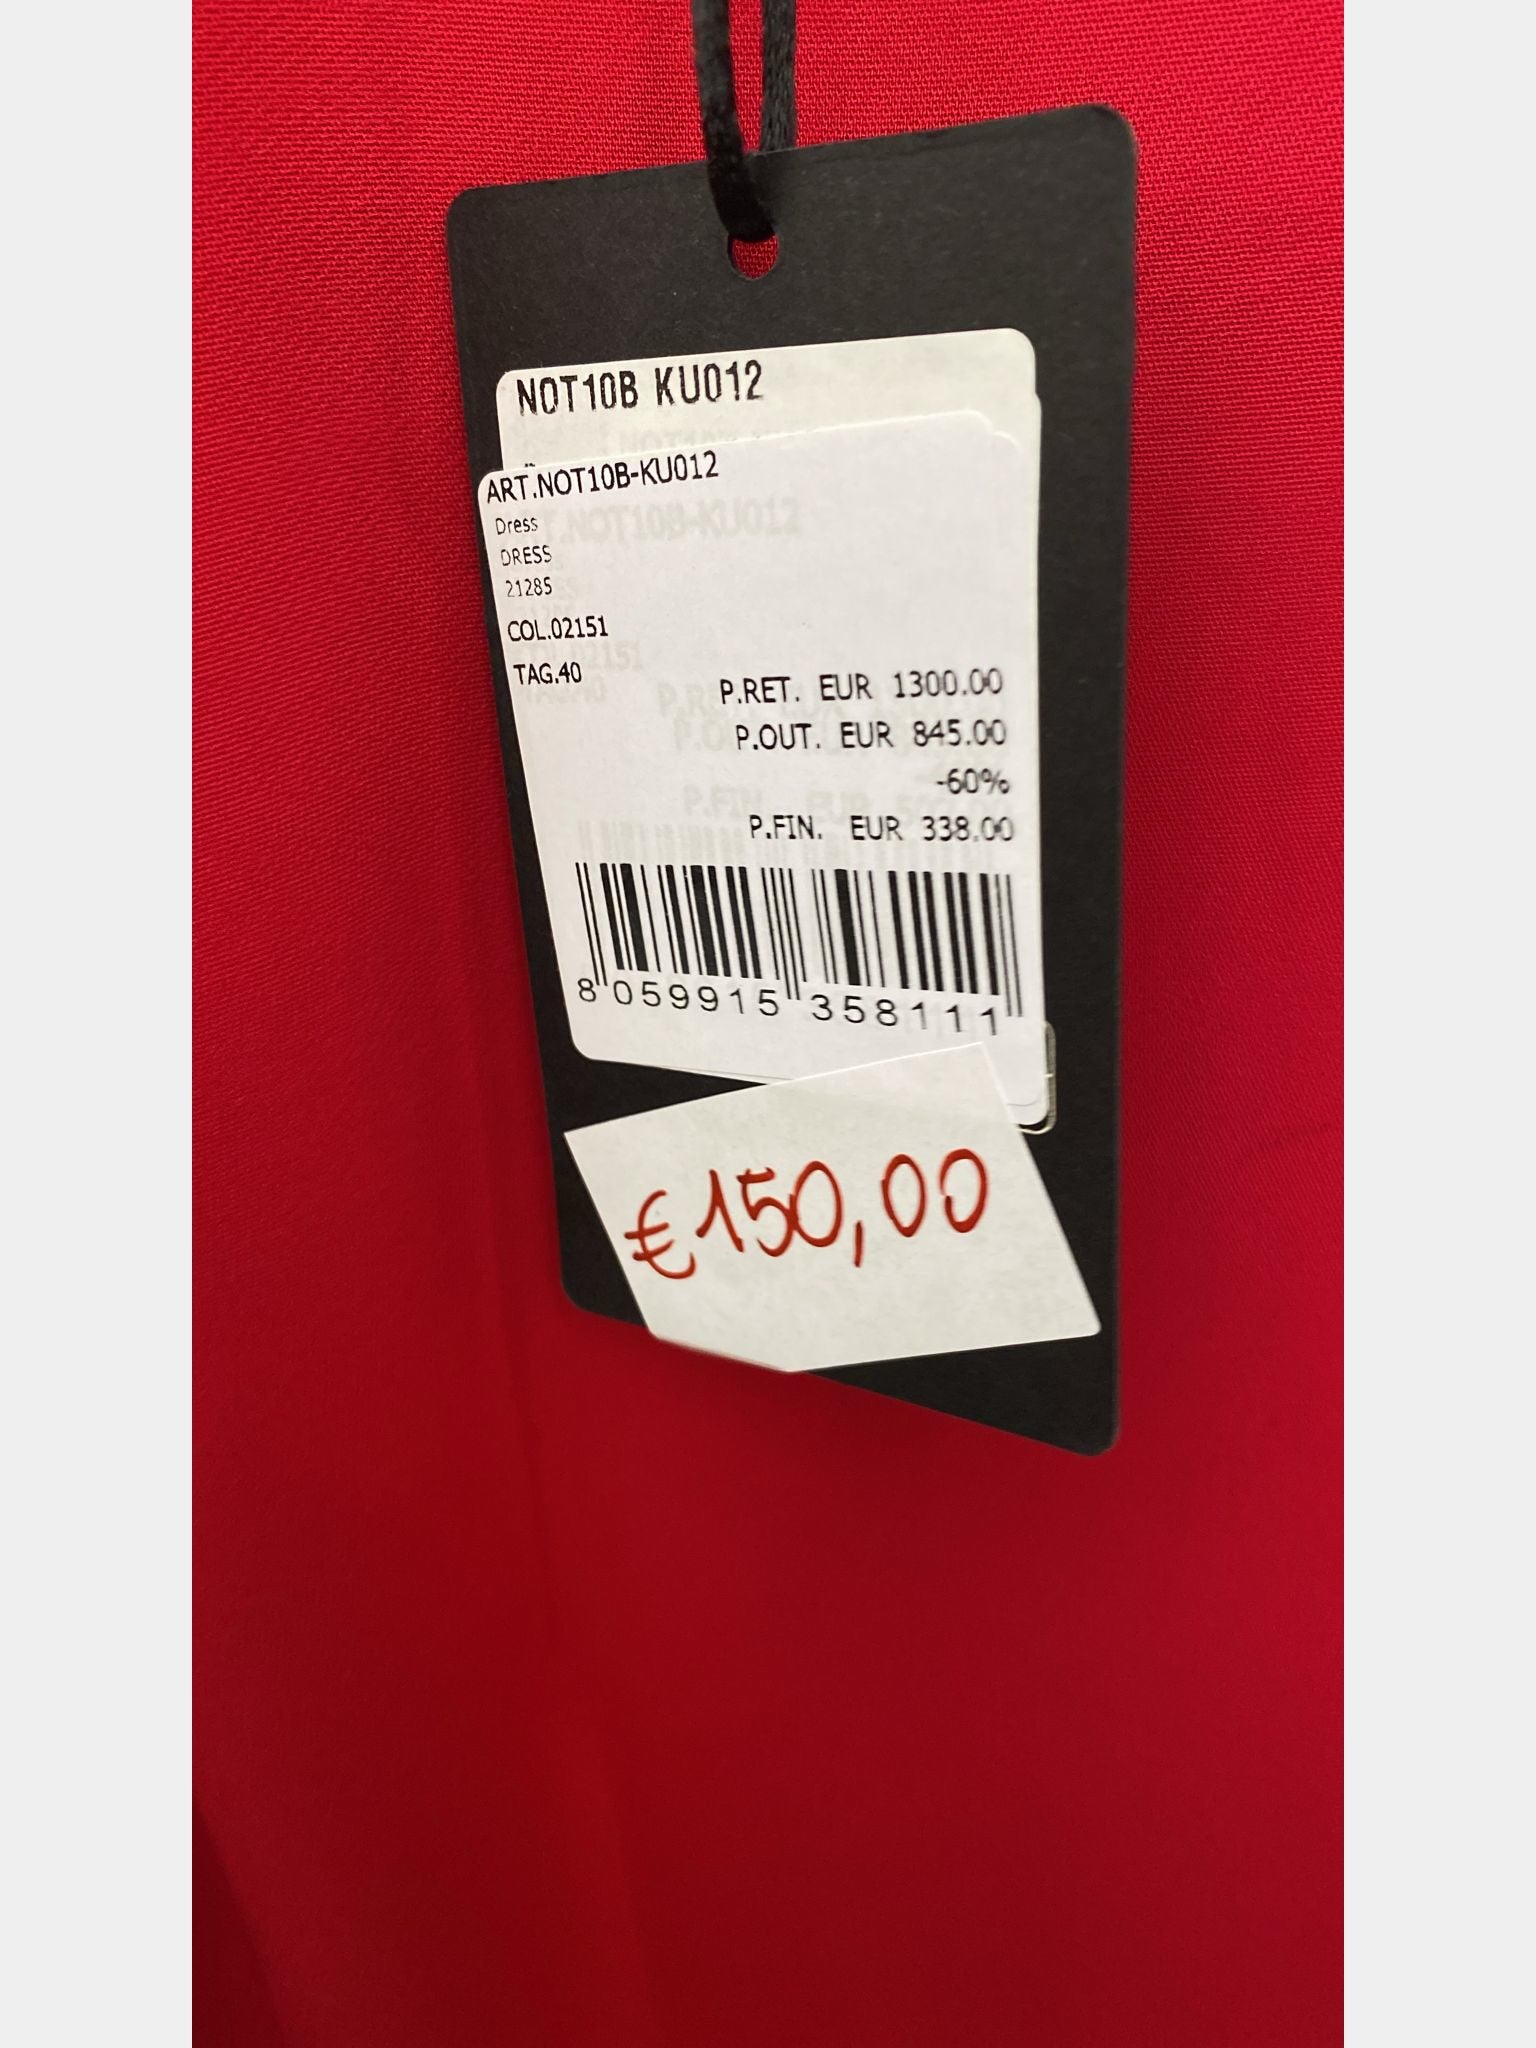 NOT10B KU012
ART.NOT10B-KU012
Dress
DRESS
2128S
COL.02151
TAG.40
P.RET. EUR 1300.00
P.OUT. EUR 845.00
-60%
P.FIN. EUR 338.00
8 059915 358111
€150,00